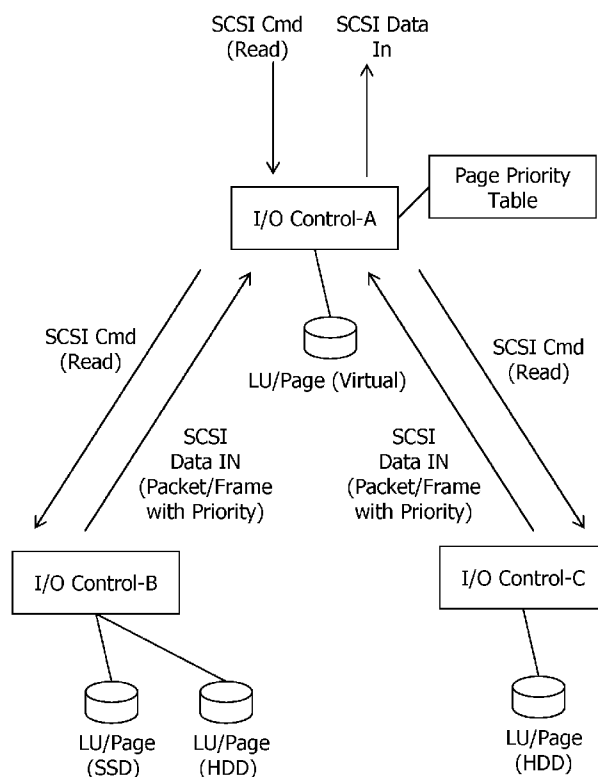 SCSI Cmd
(Read)
SCSI Data
In
Page Priority
Table
I/O Control-A
SCSI Cmd
(Read)
LU/Page (Virtual)
SCSI Cmd
(Read)
SCSI
Data IN
(Packet/Frame
with Priority)
SCSI
Data IN
(Packet/Frame
with Priority)
I/O Control-B
I/O Control-C
LU/Page
(SSD)
LU/Page
(HDD)
LU/Page
(HDD)